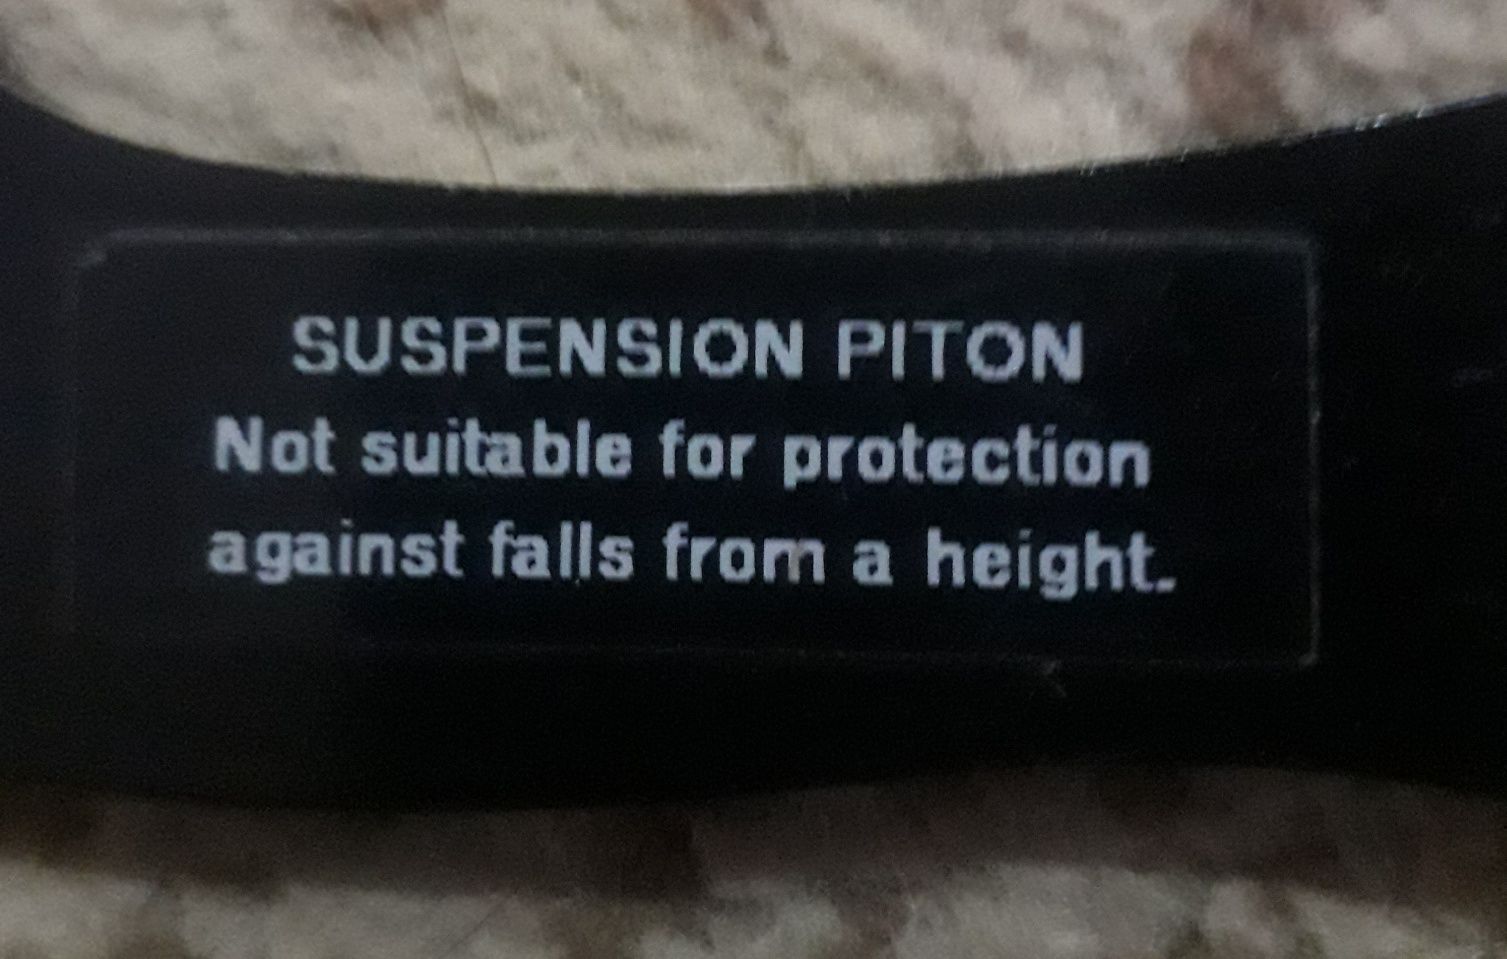 SUSPENSION PITON
Not suitable for protection
against falls from a height.